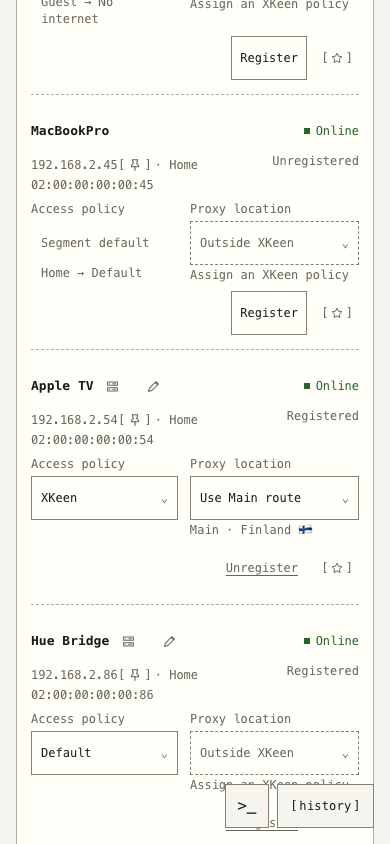 Guest → No
internet
Assign an XKeen policy
Register [ ]
MacBookPro
Online
192.168.2.45[ ]· Home
Unregistered
02:00:00:00:00:45
Access policy
Proxy location
Segment default
Outside XKeen
Home → Default
Assign an XKeen policy
Register [ ]
Apple TV
Online
192.168.2.54[ ]· Home
Registered
02:00:00:00:00:54
Access policy
Proxy location
XKeen
Use Main route
Main · Finland 🇫🇮
Unregister [ ]
Hue Bridge
Online
192.168.2.86[ ]· Home
Registered
02:00:00:00:00:86
Access policy
Proxy location
Default
Outside XKeen
Assign an XKeen policy
>_
[history]